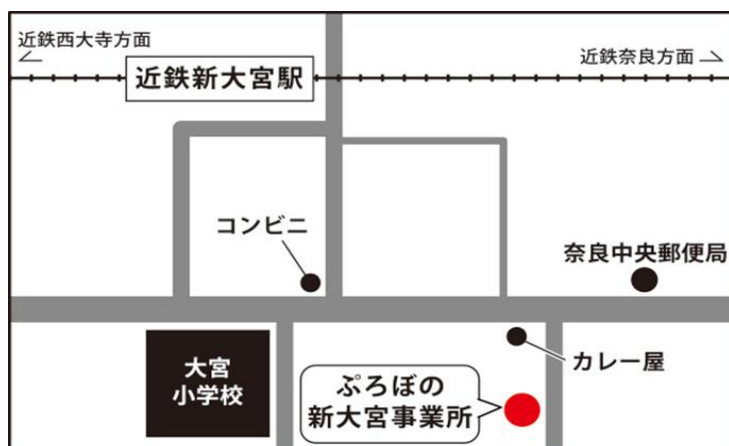 近鉄西大寺方面
近鉄奈良方面
近鉄新大宮駅
コンビニ
奈良中央郵便局
カレー屋
大宮
小学校
ぷろぼの
新大宮事業所